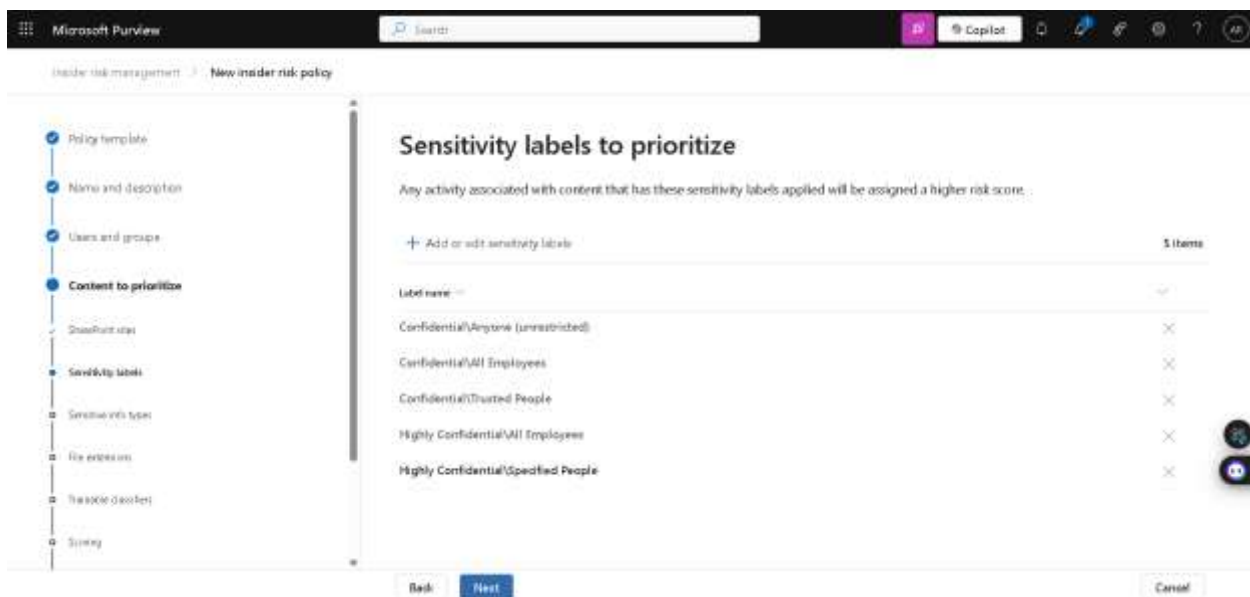 Microsoft Purview
Search
Copilot
Insider risk management > New insider risk policy
Policy template
Name and description
Users and groups
Content to prioritize
SharePoint sites
Sensitivity labels
Sensitive info types
File extensions
Trainable classifiers
Scoring
Sensitivity labels to prioritize
Any activity associated with content that has these sensitivity labels applied will be assigned a higher risk score.
+ Add or edit sensitivity labels
5 items
Label name
Confidential\Anyone (unrestricted)
Confidential\All Employees
Confidential\Trusted People
Highly Confidential\All Employees
Highly Confidential\Specified People
Back
Next
Cancel